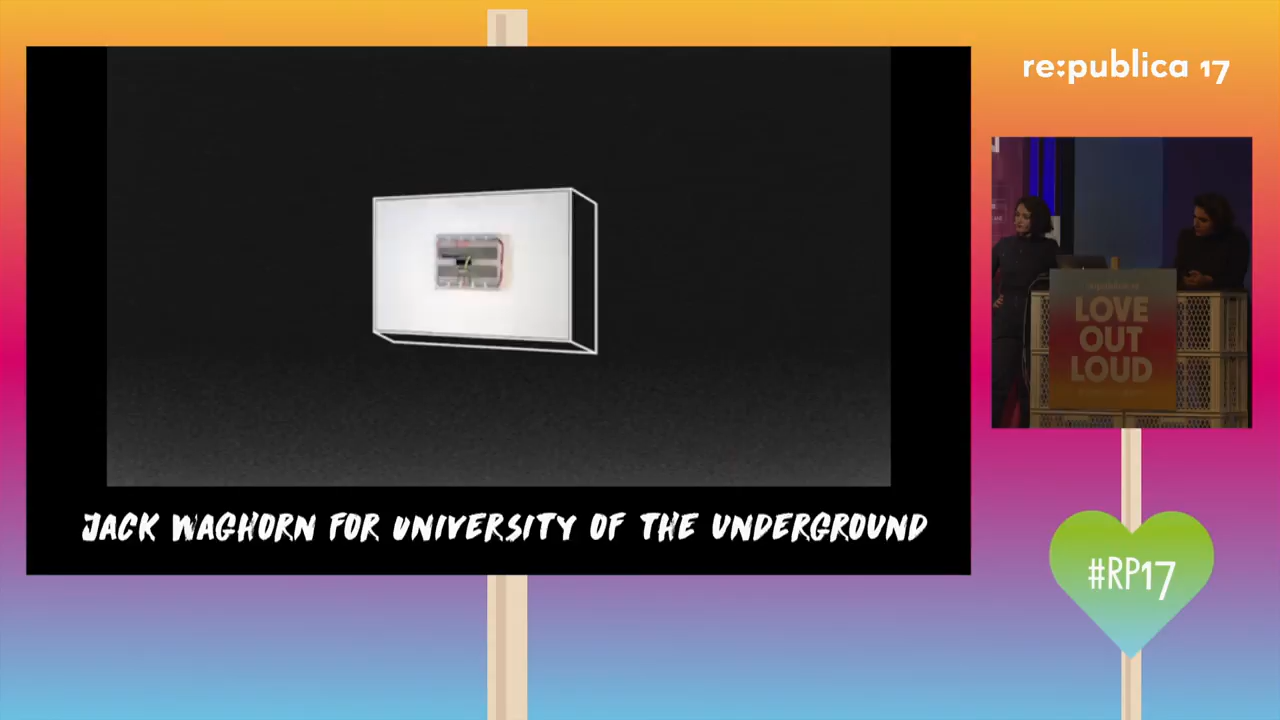 re:publica 17
LOVE
OUT
LOUD
JACK WAGHORN FOR UNIVERSITY OF THE UNDERGROUND
#RP17